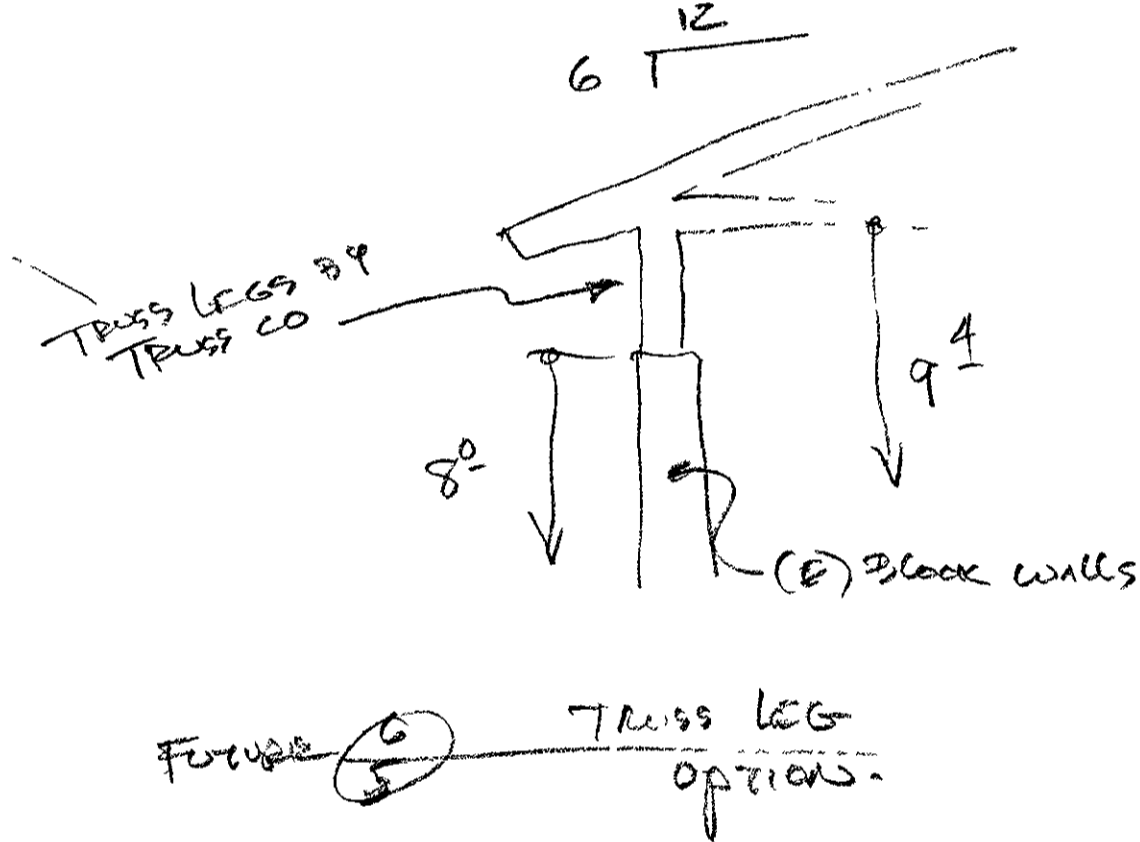 12
6
TRUSS LEGS BY
TRUSS CO
9 4
8 0
(E) BLOCK WALLS
FUTURE
6
5
TRUSS LEG
OPTION.